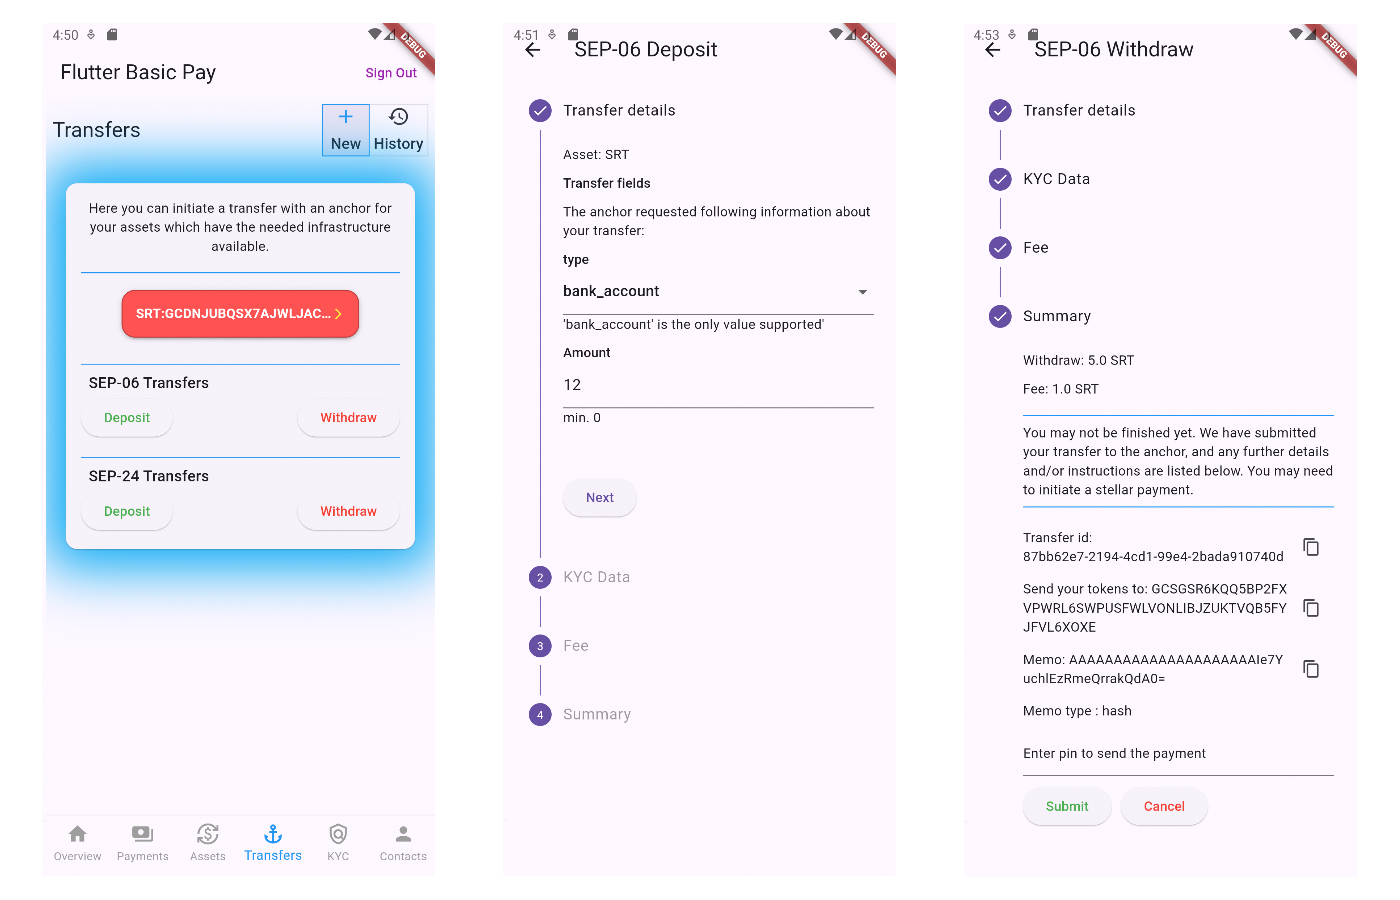 4:50
DEBUG
Flutter Basic Pay
Sign Out
Transfers
New
History
Here you can initiate a transfer with an anchor for
your assets which have the needed infrastructure
available.
SRT:GCDNJUBQSX7AJWLJAC...
SEP-06 Transfers
Deposit
Withdraw
SEP-24 Transfers
Deposit
Withdraw
Overview
Payments
Assets
Transfers
KYC
Contacts
4:51
DEBUG
SEP-06 Deposit
Transfer details
Asset: SRT
Transfer fields
The anchor requested following information about
your transfer:
type
bank_account
'bank_account' is the only value supported'
Amount
12
min. 0
Next
2 KYC Data
3 Fee
4 Summary
4:53
DEBUG
SEP-06 Withdraw
Transfer details
KYC Data
Fee
Summary
Withdraw: 5.0 SRT
Fee: 1.0 SRT
You may not be finished yet. We have submitted
your transfer to the anchor, and any further details
and/or instructions are listed below. You may need
to initiate a stellar payment.
Transfer id:
87bb62e7-2194-4cd1-99e4-2bada910740d
Send your tokens to: GCSGSR6KQQ5BP2FX
VPWRL6SWPUSFWLVONLIBJZUKTVQB5FY
JFVL6XOXE
Memo: AAAAAAAAAAAAAAAAAAAAAIe7Y
uchlEzRmeQrrakQdA0=
Memo type : hash
Enter pin to send the payment
Submit
Cancel